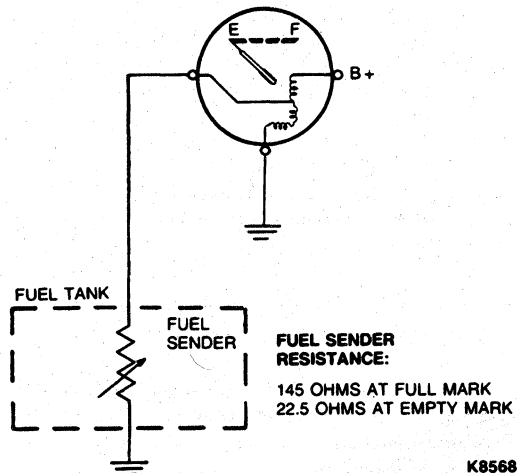 E F
B+
FUEL TANK
FUEL
SENDER
FUEL SENDER
RESISTANCE:
145 OHMS AT FULL MARK
22.5 OHMS AT EMPTY MARK
K8568